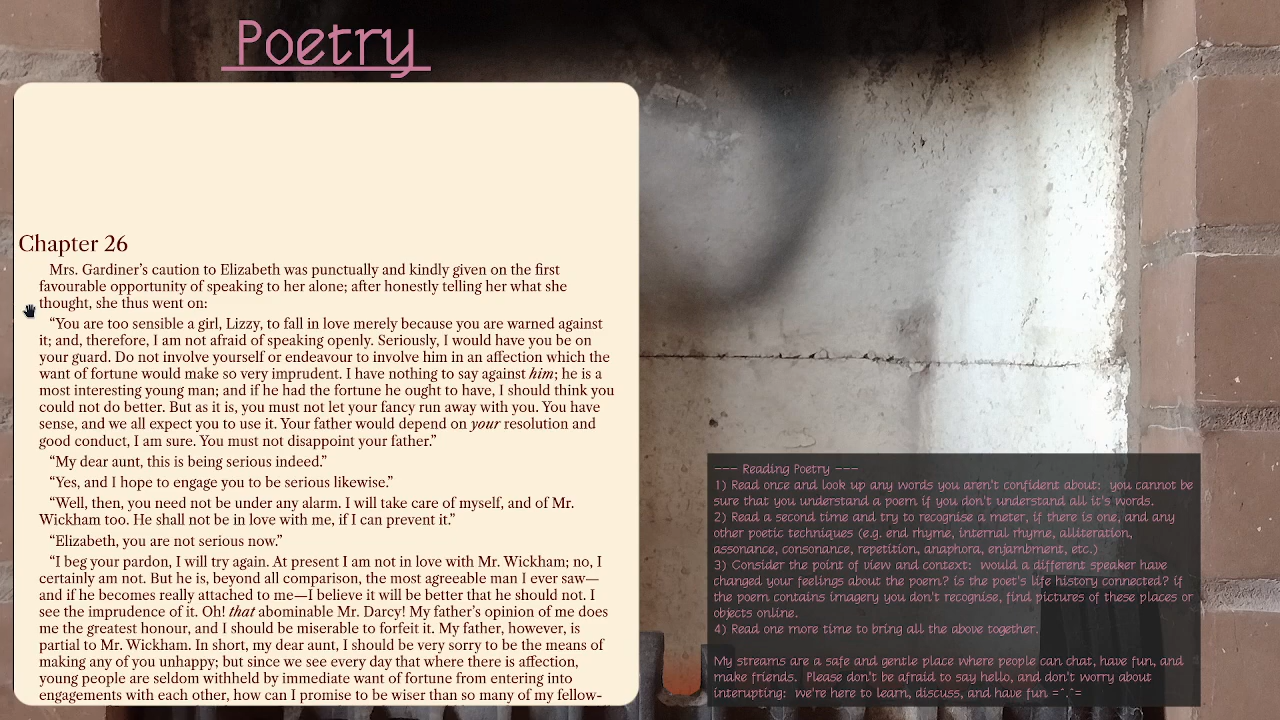 Poetry
Chapter 26
Mrs. Gardiner’s caution to Elizabeth was punctually and kindly given on the first
favourable opportunity of speaking to her alone; after honestly telling her what she
thought, she thus went on:
“You are too sensible a girl, Lizzy, to fall in love merely because you are warned against
it; and, therefore, I am not afraid of speaking openly. Seriously, I would have you be on
your guard. Do not involve yourself or endeavour to involve him in an affection which the
want of fortune would make so very imprudent. I have nothing to say against him; he is a
most interesting young man; and if he had the fortune he ought to have, I should think you
could not do better. But as it is, you must not let your fancy run away with you. You have
sense, and we all expect you to use it. Your father would depend on your resolution and
good conduct, I am sure. You must not disappoint your father.”
“My dear aunt, this is being serious indeed.”
“Yes, and I hope to engage you to be serious likewise.”
“Well, then, you need not be under any alarm. I will take care of myself, and of Mr.
Wickham too. He shall not be in love with me, if I can prevent it.”
“Elizabeth, you are not serious now.”
“I beg your pardon, I will try again. At present I am not in love with Mr. Wickham; no, I
certainly am not. But he is, beyond all comparison, the most agreeable man I ever saw—
and if he becomes really attached to me—I believe it will be better that he should not. I
see the imprudence of it. Oh! that abominable Mr. Darcy! My father’s opinion of me does
me the greatest honour, and I should be miserable to forfeit it. My father, however, is
partial to Mr. Wickham. In short, my dear aunt, I should be very sorry to be the means of
making any of you unhappy; but since we see every day that where there is affection,
young people are seldom withheld by immediate want of fortune from entering into
engagements with each other, how can I promise to be wiser than so many of my fellow-
--- Reading Poetry ---
1) Read once and look up any words you aren't confident about:  you cannot be
sure that you understand a poem if you don't understand all it's words.
2) Read a second time and try to recognise a meter, if there is one, and any
other poetic techniques (e.g. end rhyme, internal rhyme, alliteration,
assonance, consonance, repetition, anaphora, enjambment, etc.)
3) Consider the point of view and context:  would a different speaker have
changed your feelings about the poem? is the poet's life history connected? if
the poem contains imagery you don't recognise, find pictures of these places or
objects online.
4) Read one more time to bring all the above together.
My streams are a safe and gentle place where people can chat, have fun, and
make friends.  Please don't be afraid to say hello, and don't worry about
interupting:  we're here to learn, discuss, and have fun =^.^=